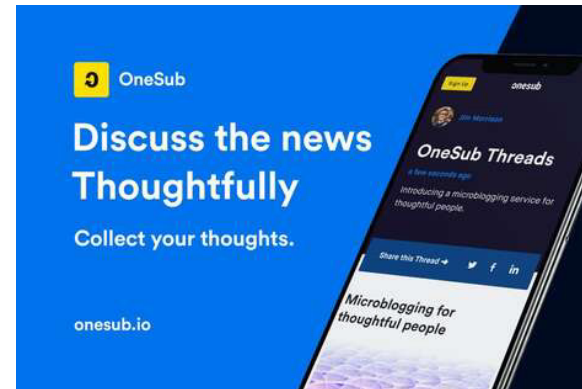 OneSub
Discuss the news
Thoughtfully
Collect your thoughts.
onesub.io
Sign Up
onesub
Jim Morrison
OneSub Threads
a few seconds ago
Introducing a microblogging service for
thoughtful people.
Share this Thread
Microblogging for
thoughtful people